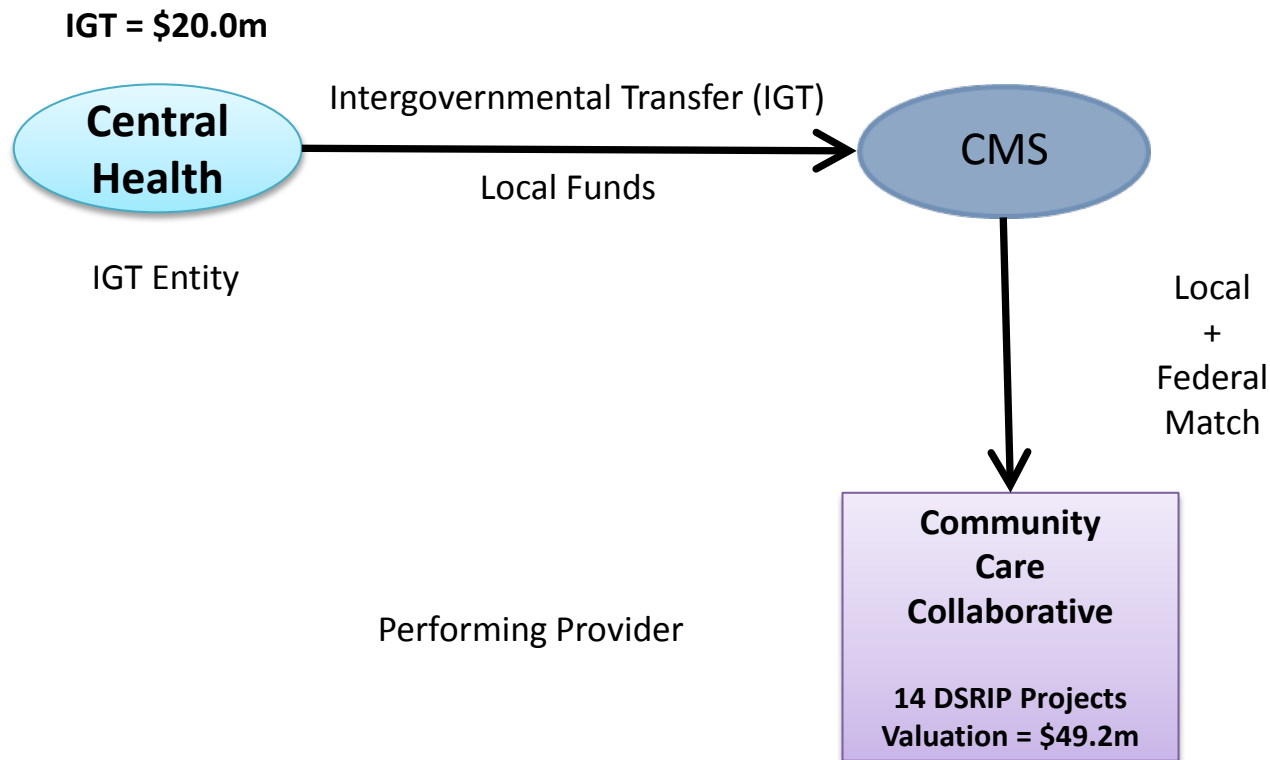 IGT = $20.0m
Central
Health
Intergovernmental Transfer (IGT)
Local Funds
CMS
IGT Entity
Local
+
Federal
Match
Performing Provider
Community
Care
Collaborative
14 DSRIP Projects
Valuation = $49.2m